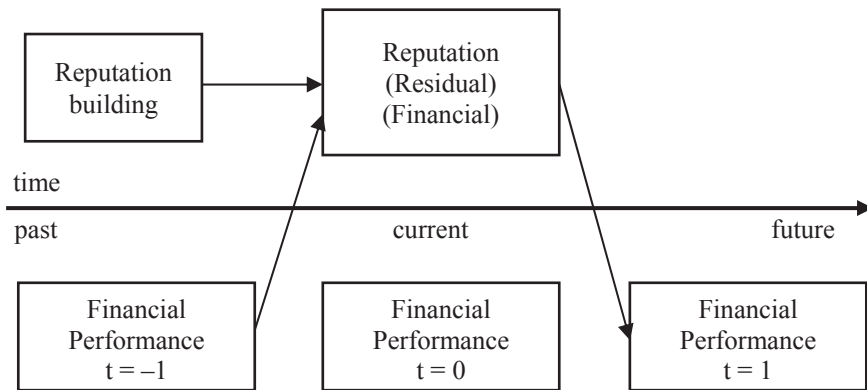 Reputation
building
Reputation
(Residual)
(Financial)
time
past
current
future
Financial
Performance
t = –1
Financial
Performance
t = 0
Financial
Performance
t = 1